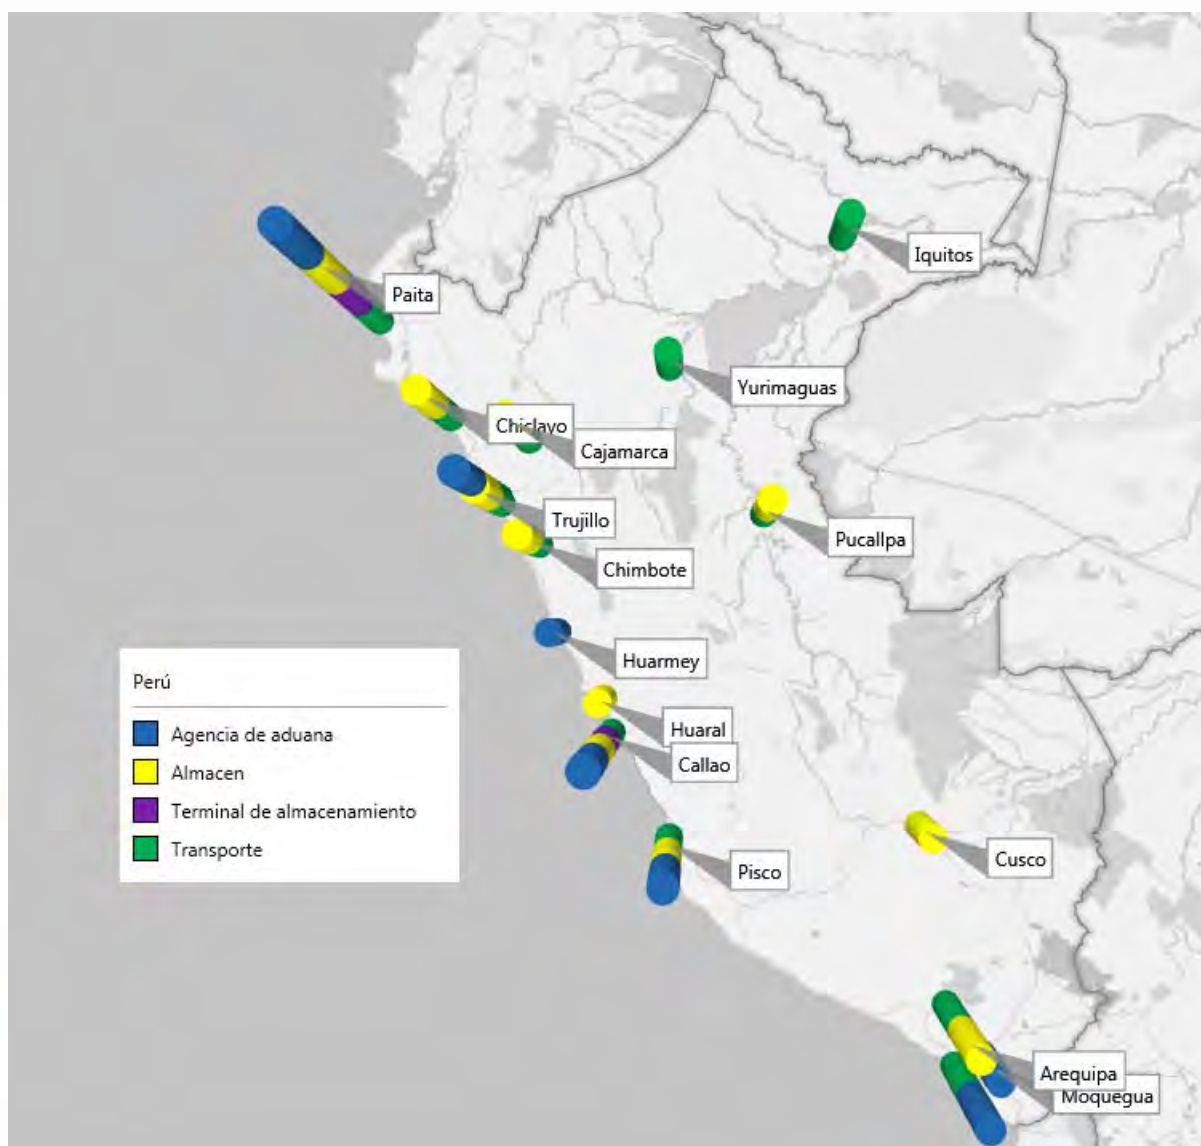 Iquitos
Paita
Yurimaguas
Chiclayo
Cajamarca
Trujillo
Pucallpa
Chimbote
Huarmey
Perú
Agencia de aduana
Almacen
Terminal de almacenamiento
Transporte
Huaral
Callao
Cusco
Pisco
Arequipa
Moquegua